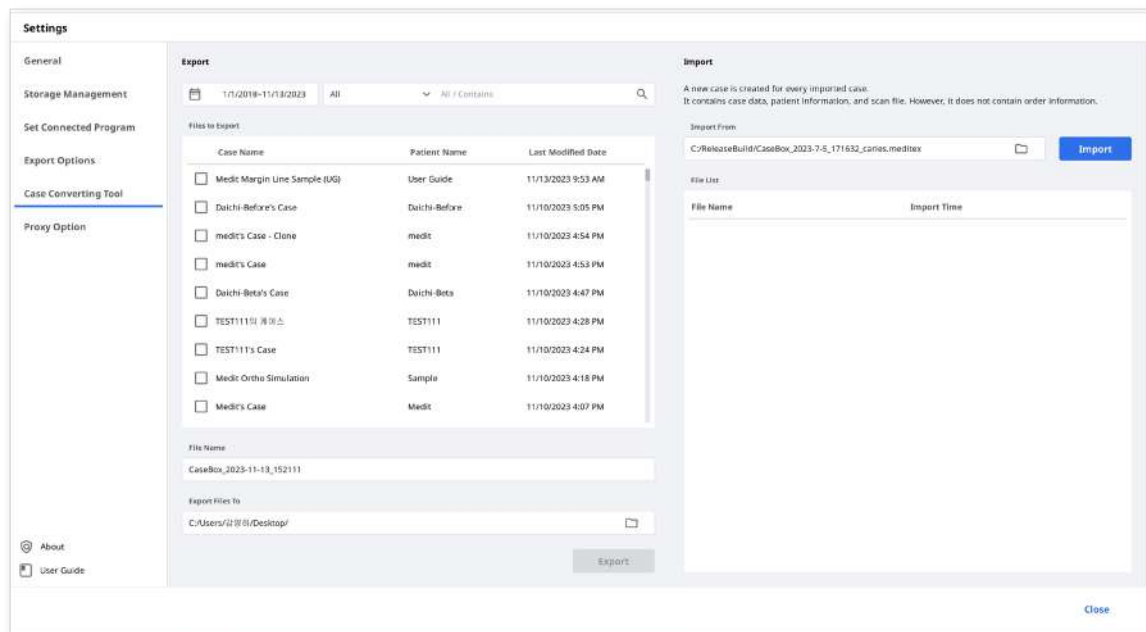 Settings
General
Storage Management
Set Connected Program
Export Options
Case Converting Tool
Proxy Option
About
User Guide
Export
1/1/2018~11/13/2023 All All / Contains
Files to Export
Case Name Patient Name Last Modified Date
Medit Margin Line Sample (UG) User Guide 11/13/2023 9:53 AM
Daichi-Before's Case Daichi-Before 11/10/2023 5:05 PM
medit's Case - Clone medit 11/10/2023 4:54 PM
medit's Case medit 11/10/2023 4:53 PM
Daichi-Beta's Case Daichi-Beta 11/10/2023 4:47 PM
TEST111의 케이스 TEST111 11/10/2023 4:28 PM
TEST111's Case TEST111 11/10/2023 4:24 PM
Medit Ortho Simulation Sample 11/10/2023 4:18 PM
Medit's Case Medit 11/10/2023 4:07 PM
File Name
CaseBox_2023-11-13_152111
Export Files To
C:/Users/ /Desktop/
Export
Import
A new case is created for every imported case.
It contains case data, patient information, and scan file. However, it does not contain order information.
Import From
C:/ReleaseBuild/CaseBox_2023-7-5_171632_caries.meditex
Import
File List
File Name Import Time
Close